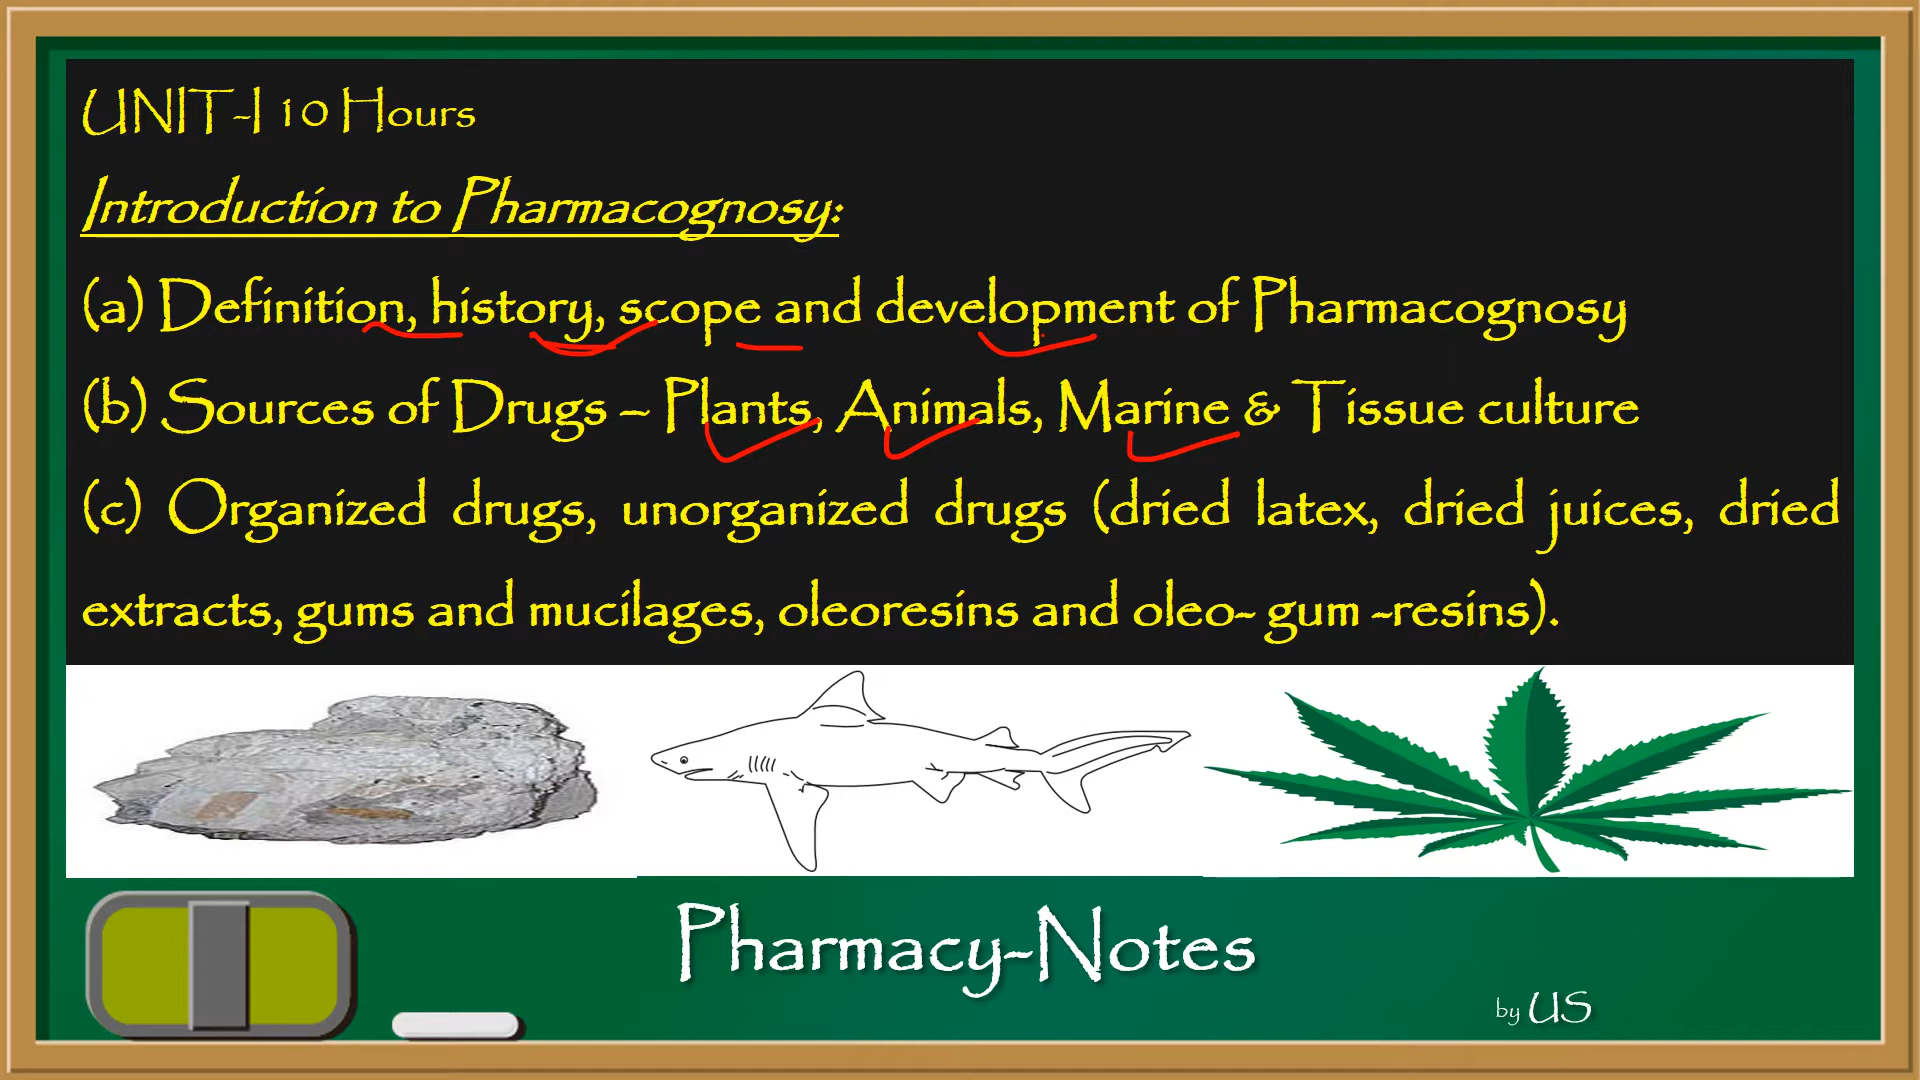 UNIT-I 10 Hours
Introduction to Pharmacognosy:
(a) Definition, history, scope and development of Pharmacognosy
(b) Sources of Drugs – Plants, Animals, Marine & Tissue culture
(c) Organized drugs, unorganized drugs (dried latex, dried juices, dried
extracts, gums and mucilages, oleoresins and oleo- gum -resins).
Pharmacy-Notes
by US